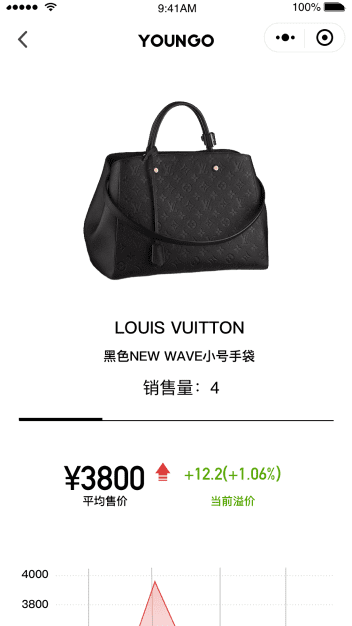 9:41AM
100%
YOUNGO
LOUIS VUITTON
黑色NEW WAVE小号手袋
销售量：4
¥3800
+12.2(+1.06%)
平均售价
当前溢价
4000
3800